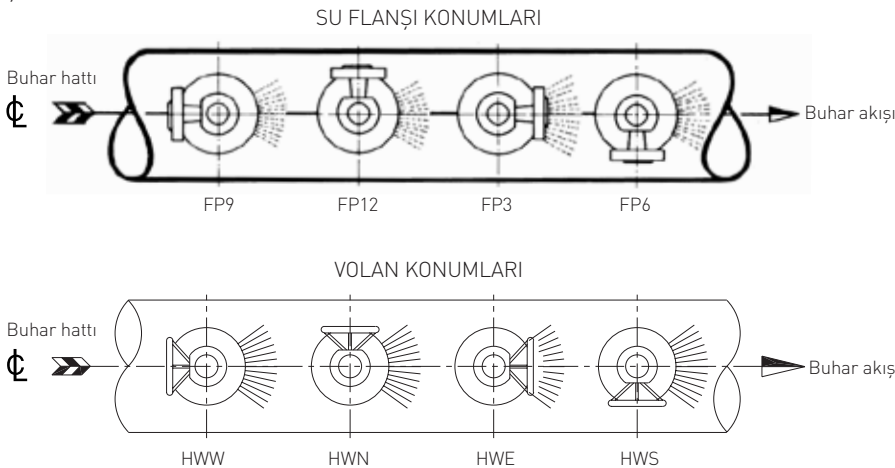 SU FLANŞI KONUMLARI
Buhar hattı
℄
Buhar akışı
FP9 FP12 FP3 FP6
VOLAN KONUMLARI
Buhar hattı
℄
Buhar akış
HWW HWN HWE HWS